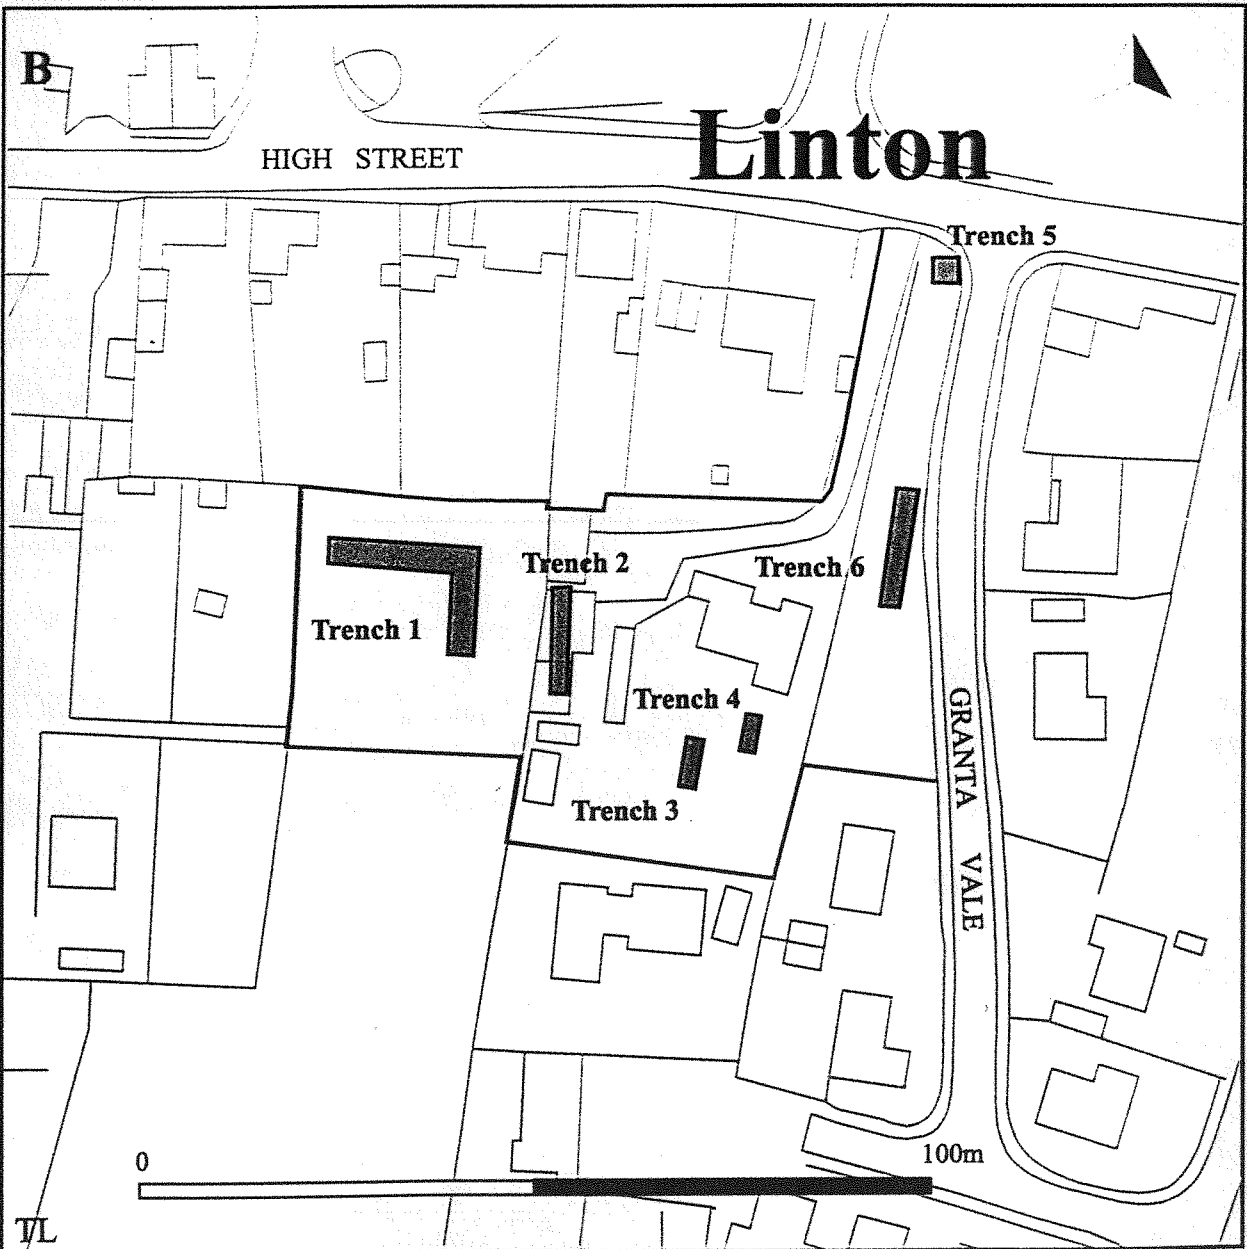 B
Linton
HIGH STREET
Trench 5
Trench 2
Trench 6
Trench 1
Trench 4
GRANTA VALE
Trench 3
0
100m
TL